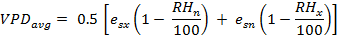 VPD_avg = 0.5 [e_sx (1 − RH_n/100) + e_sn (1 − RH_x/100)]